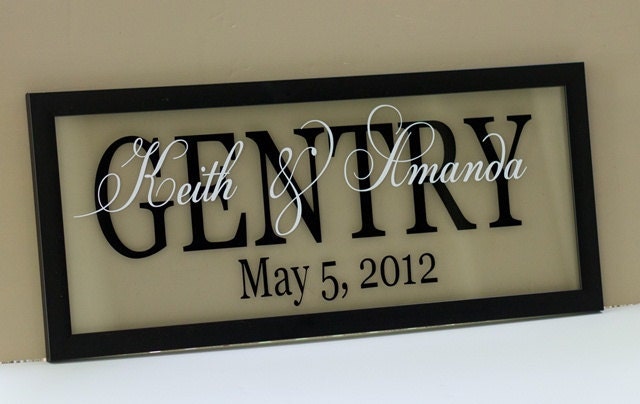 GENTRY
Keith & Amanda
May 5, 2012